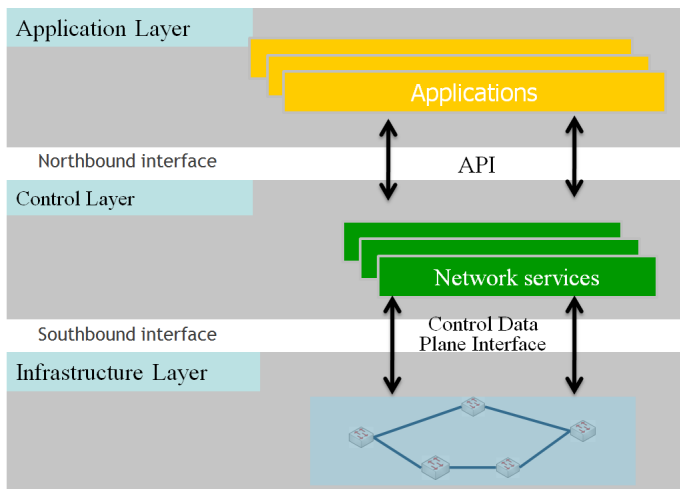 Application Layer
Applications
Northbound interface
API
Control Layer
Network services
Southbound interface
Control Data
Plane Interface
Infrastructure Layer